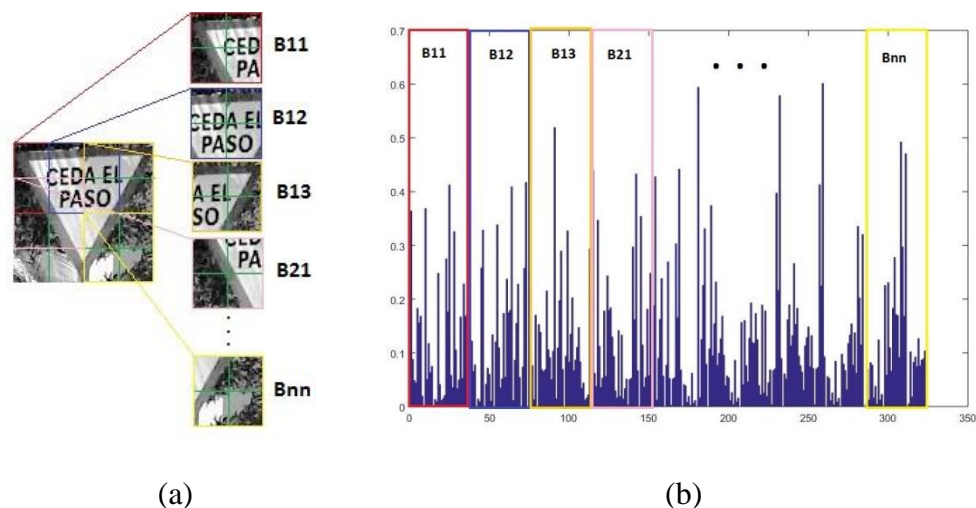 CEDA EL
PASO
CED
PA
B11
CEDA EL
PASO
B12
A EL
SO
B13
PA
B21
Bnn
0.7
0.6
0.5
0.4
0.3
0.2
0.1
0
B11
B12
B13
B21
. . .
Bnn
0 50 100 150 200 250 300 350
(a) (b)